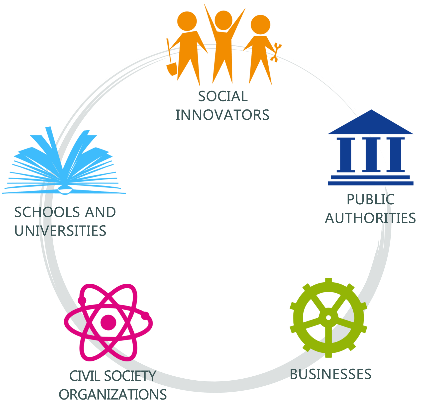 SOCIAL
INNOVATORS
PUBLIC
AUTHORITIES
SCHOOLS AND
UNIVERSITIES
BUSINESSES
CIVIL SOCIETY
ORGANIZATIONS